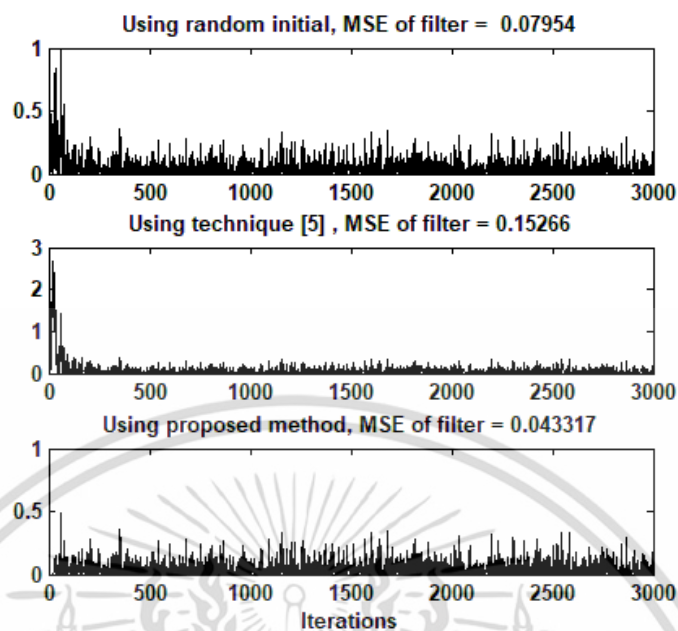 Using random initial, MSE of filter = 0.07954
1
0.5
0
0 500 1000 1500 2000 2500 3000
Using technique [5] , MSE of filter = 0.15266
3
2
1
0
0 500 1000 1500 2000 2500 3000
Using proposed method, MSE of filter = 0.043317
1
0.5
0
0 500 1000 1500 2000 2500 3000
Iterations